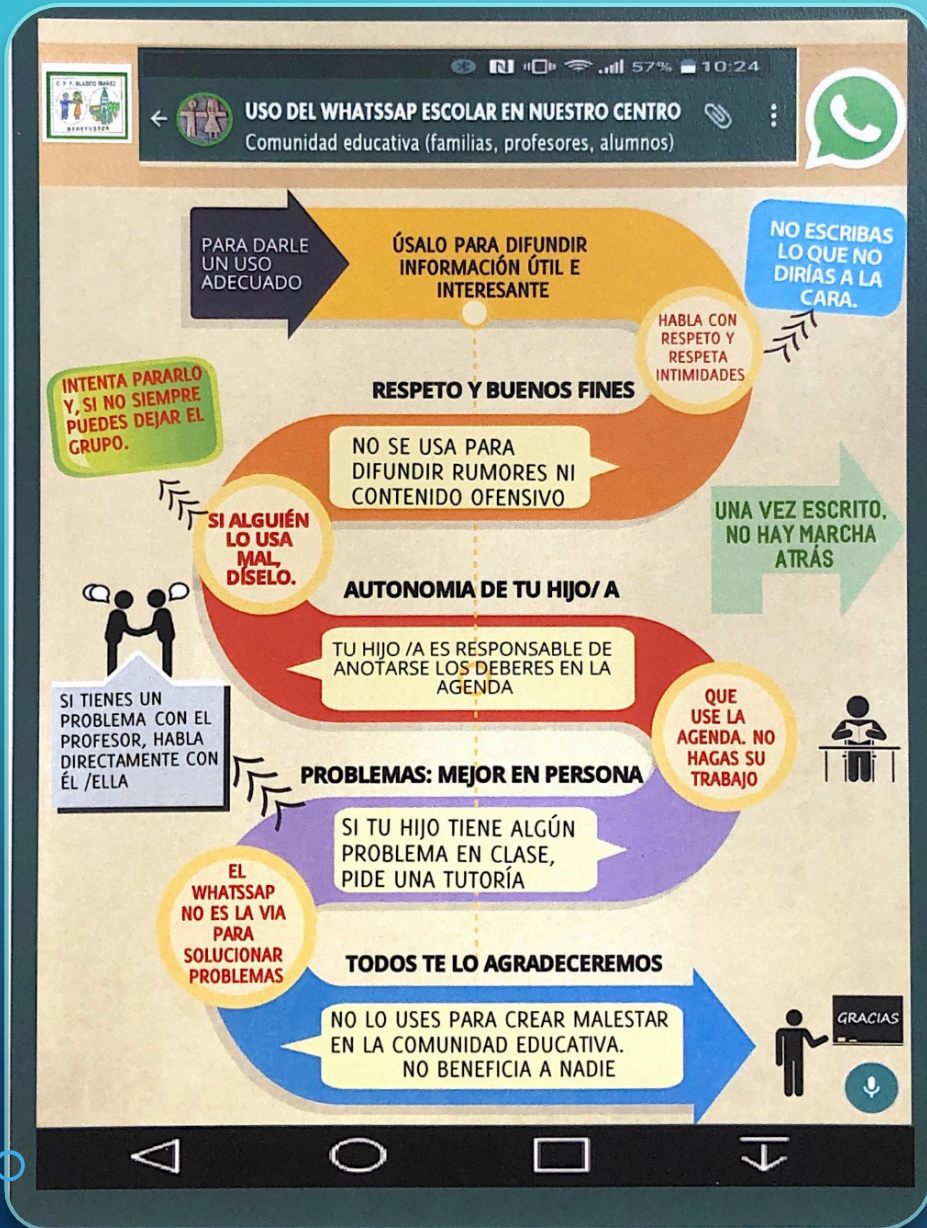 C. P. P. BLASCO IBAÑEZ
BENETUSSER
57% 10:24
USO DEL WHATSSAP ESCOLAR EN NUESTRO CENTRO
Comunidad educativa (familias, profesores, alumnos)
PARA DARLE
UN USO
ADECUADO
ÚSALO PARA DIFUNDIR
INFORMACIÓN ÚTIL E
INTERESANTE
NO ESCRIBAS
LO QUE NO
DIRÍAS A LA
CARA.
HABLA CON
RESPETO Y
RESPETA
INTIMIDADES
INTENTA PARARLO
Y, SI NO SIEMPRE
PUEDES DEJAR EL
GRUPO.
RESPETO Y BUENOS FINES
NO SE USA PARA
DIFUNDIR RUMORES NI
CONTENIDO OFENSIVO
SI ALGUIÉN
LO USA
MAL,
DÍSELO.
UNA VEZ ESCRITO,
NO HAY MARCHA
ATRÁS
AUTONOMIA DE TU HIJO/ A
TU HIJO /A ES RESPONSABLE DE
ANOTARSE LOS DEBERES EN LA
AGENDA
SI TIENES UN
PROBLEMA CON EL
PROFESOR, HABLA
DIRECTAMENTE CON
ÉL /ELLA
QUE
USE LA
AGENDA. NO
HAGAS SU
TRABAJO
PROBLEMAS: MEJOR EN PERSONA
SI TU HIJO TIENE ALGÚN
PROBLEMA EN CLASE,
PIDE UNA TUTORÍA
EL
WHATSSAP
NO ES LA VIA
PARA
SOLUCIONAR
PROBLEMAS
TODOS TE LO AGRADECEREMOS
NO LO USES PARA CREAR MALESTAR
EN LA COMUNIDAD EDUCATIVA.
NO BENEFICIA A NADIE
GRACIAS